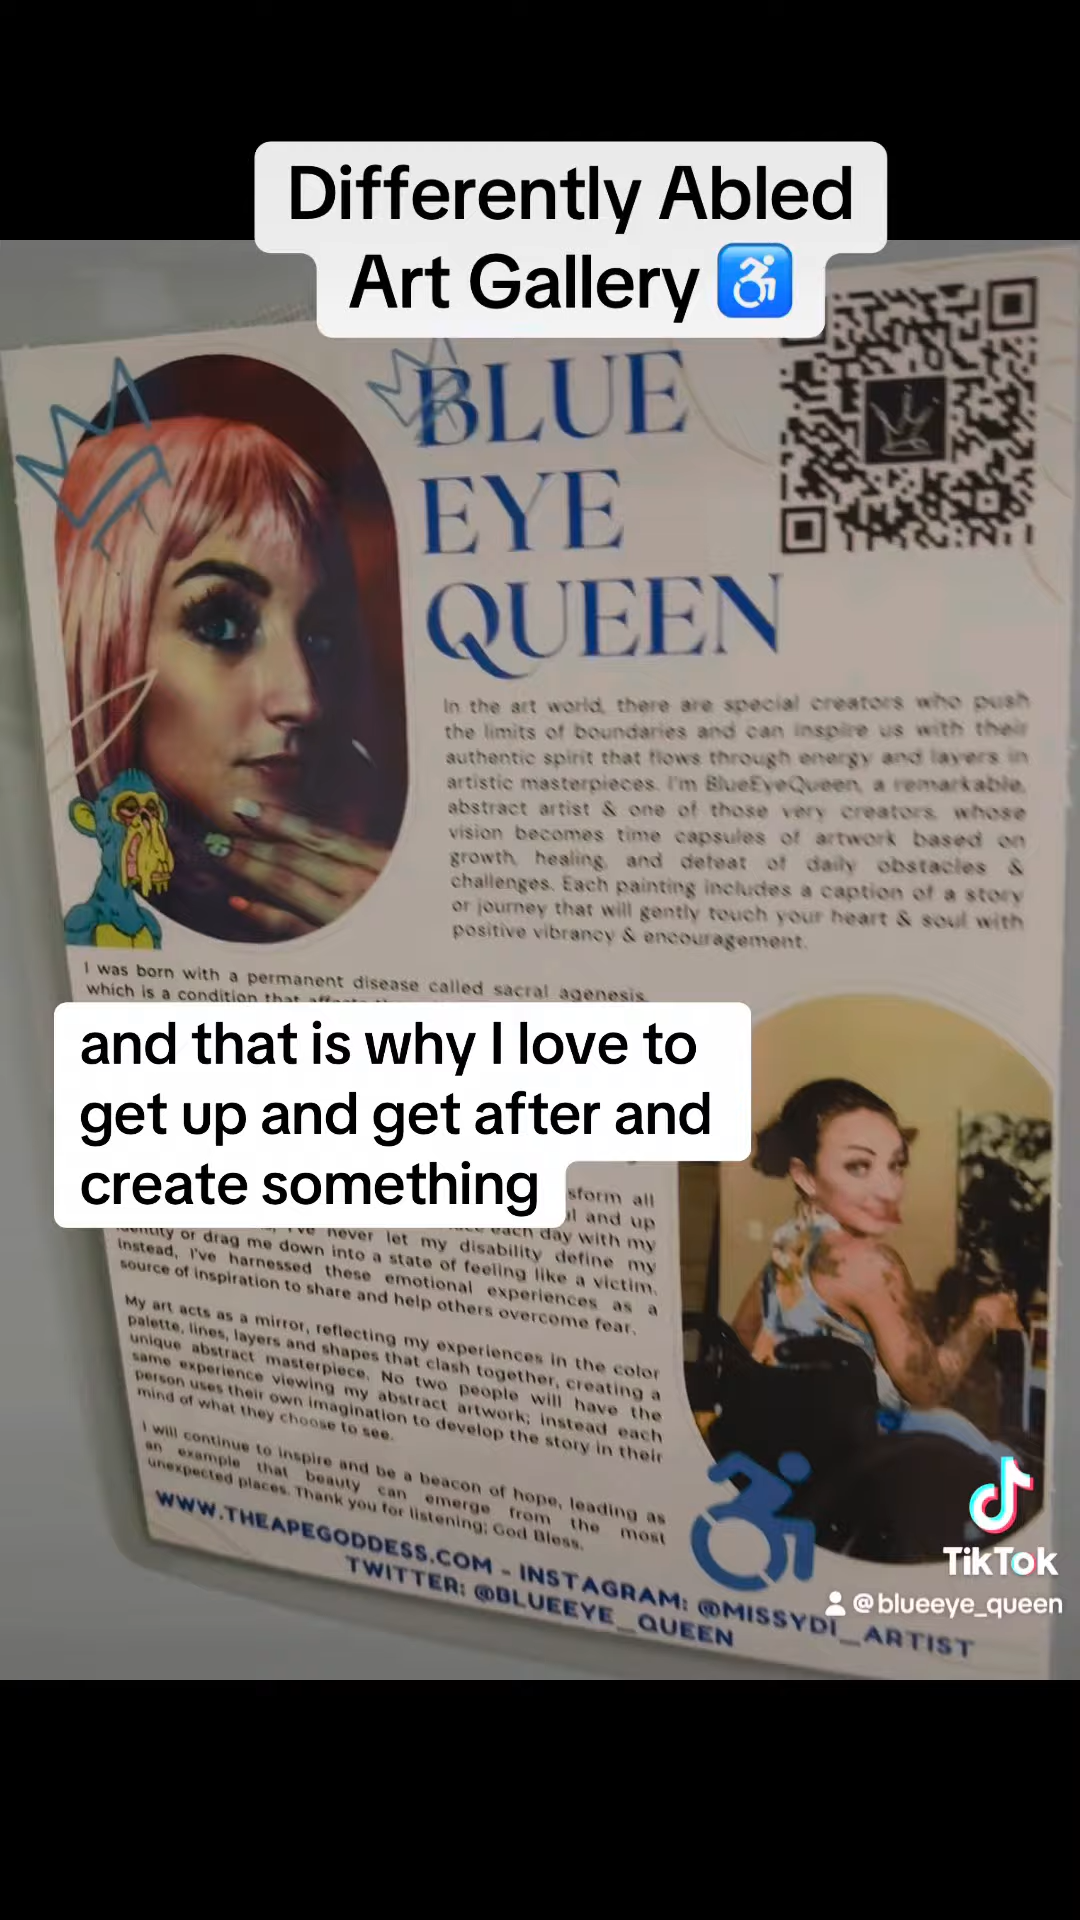 Differently Abled
Art Gallery
BLUE
EYE
QUEEN
In the art world, there are special creators who push
the limits of boundaries and can inspire us with their
authentic spirit that flows through energy and layers in
artistic masterpieces. I'm BlueEyeQueen, a remarkable,
abstract artist & one of those very creators, whose
vision becomes time capsules of artwork based on
growth, healing, and defeat of daily obstacles &
challenges. Each painting includes a caption of a story
or journey that will gently touch your heart & soul with
positive vibrancy & encouragement.
I was born with a permanent disease called sacral agenesis,
which is a condition that
and that is why I love to
get up and get after and
create something
sform all
and up
each day with my
identity or drag me down into a state of feeling like a victim.
I've never let my disability define my
Instead, I've harnessed these emotional experiences as a
source of inspiration to share and help others overcome fear.
My art acts as a mirror, reflecting my experiences in the color
palette, lines, layers and shapes that clash together, creating a
unique abstract masterpiece. No two people will have the
same experience viewing my abstract artwork; instead each
person uses their own imagination to develop the story in their
mind of what they choose to see.
I will continue to inspire and be a beacon of hope, leading as
an example that beauty can emerge from the most
unexpected places. Thank you for listening; God Bless.
WWW.THEAPEGODDESS.COM - INSTAGRAM: @MISSYDI_ARTIST
TWITTER: @BLUEEYE_QUEEN
TikTok
@blueeye_queen